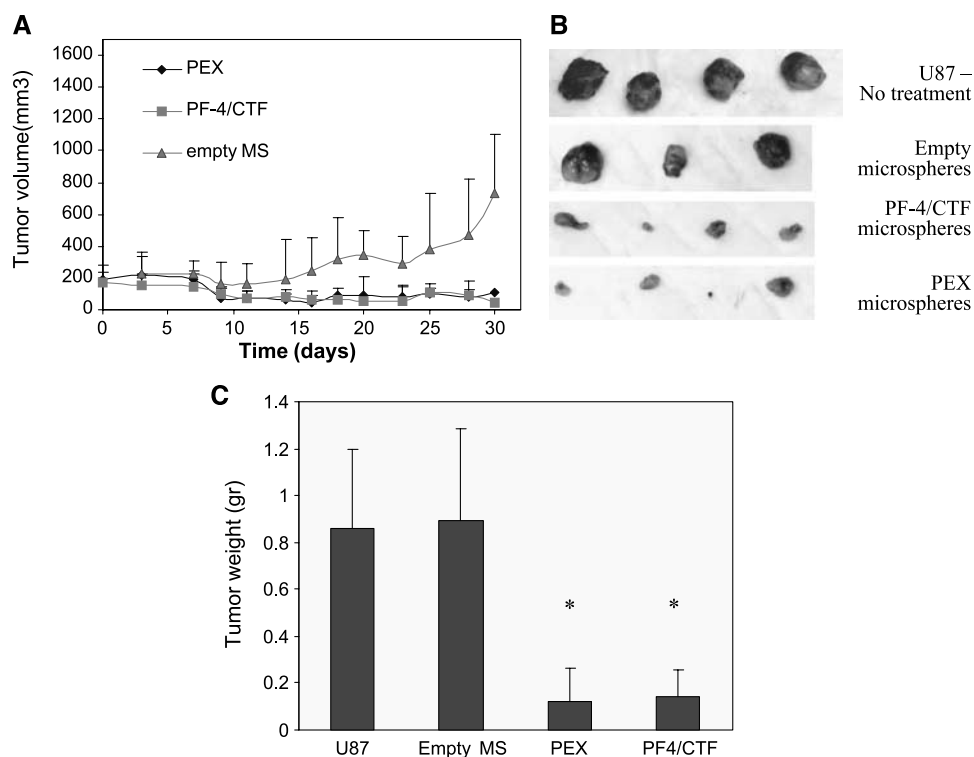 A
Tumor volume(mm3)
1600
1400
1200
1000
800
600
400
200
0
PEX
PF-4/CTF
empty MS
0 5 10 15 20 25 30
Time (days)
B
U87 –
No treatment
Empty
microspheres
PF-4/CTF
microspheres
PEX
microspheres
C
Tumor weight (gr)
1.4
1.2
1
0.8
0.6
0.4
0.2
0
* *
U87 Empty MS PEX PF4/CTF